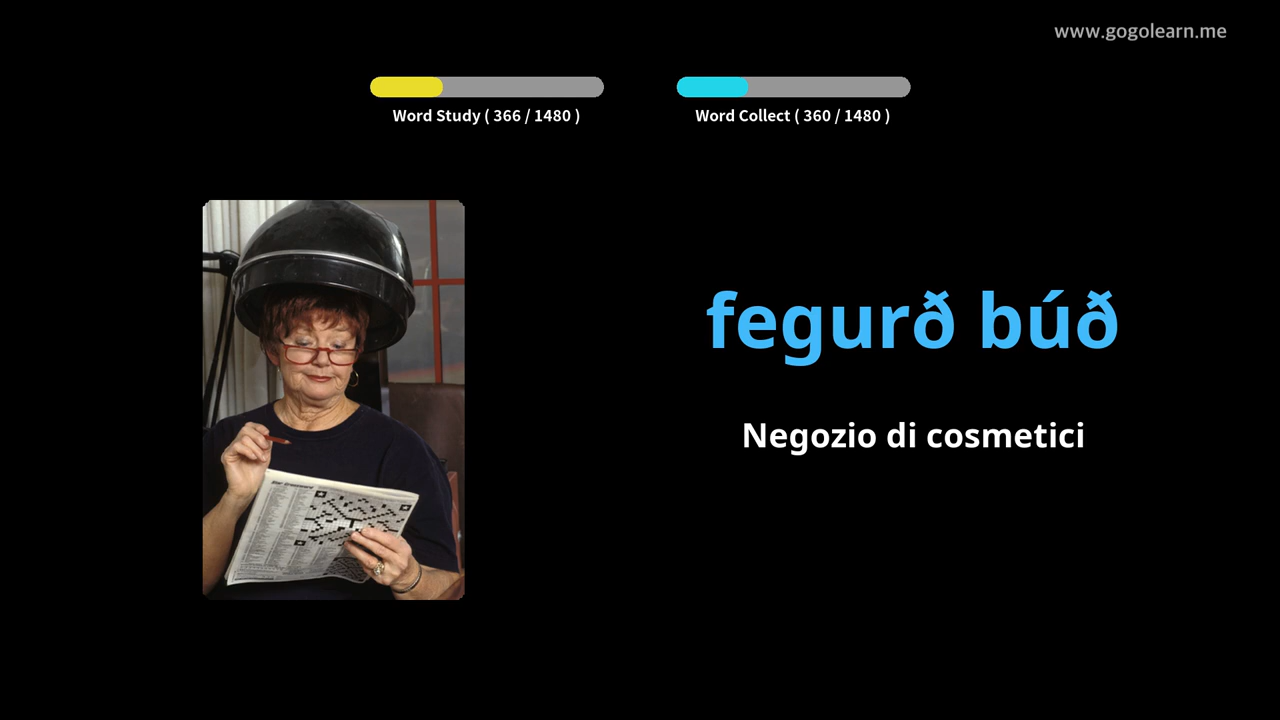 www.gogolearn.me
Word Study ( 366 / 1480 )
Word Collect ( 360 / 1480 )
fegurð búð
Negozio di cosmetici